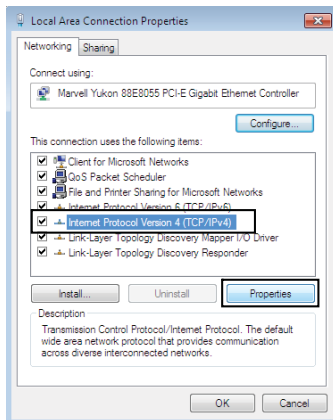 Local Area Connection Properties
Networking Sharing
Connect using:
Marvell Yukon 88E8055 PCI-E Gigabit Ethernet Controller
Configure...
This connection uses the following items:
Client for Microsoft Networks
QoS Packet Scheduler
File and Printer Sharing for Microsoft Networks
Internet Protocol Version 6 (TCP/IPv6)
Internet Protocol Version 4 (TCP/IPv4)
Link-Layer Topology Discovery Mapper I/O Driver
Link-Layer Topology Discovery Responder
Install... Uninstall Properties
Description
Transmission Control Protocol/Internet Protocol. The default
wide area network protocol that provides communication
across diverse interconnected networks.
OK Cancel